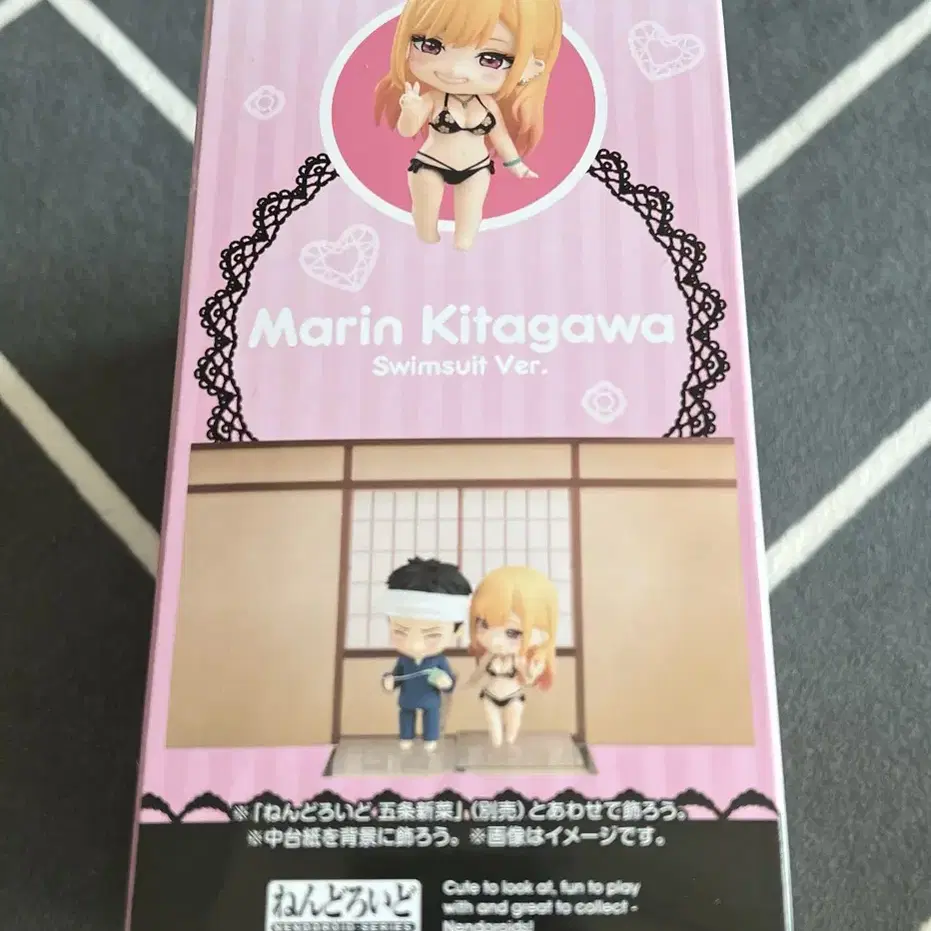 Marin Kitagawa
Swimsuit Ver.
※「ねんどろいど 五条新菜」(別売)とあわせて飾ろう。
※中台紙を背景に飾ろう。※画像はイメージです。
ねんどろいど
NENDOROID SERIES
Cute to look at, fun to play
with and great to collect -
Nendoroids!